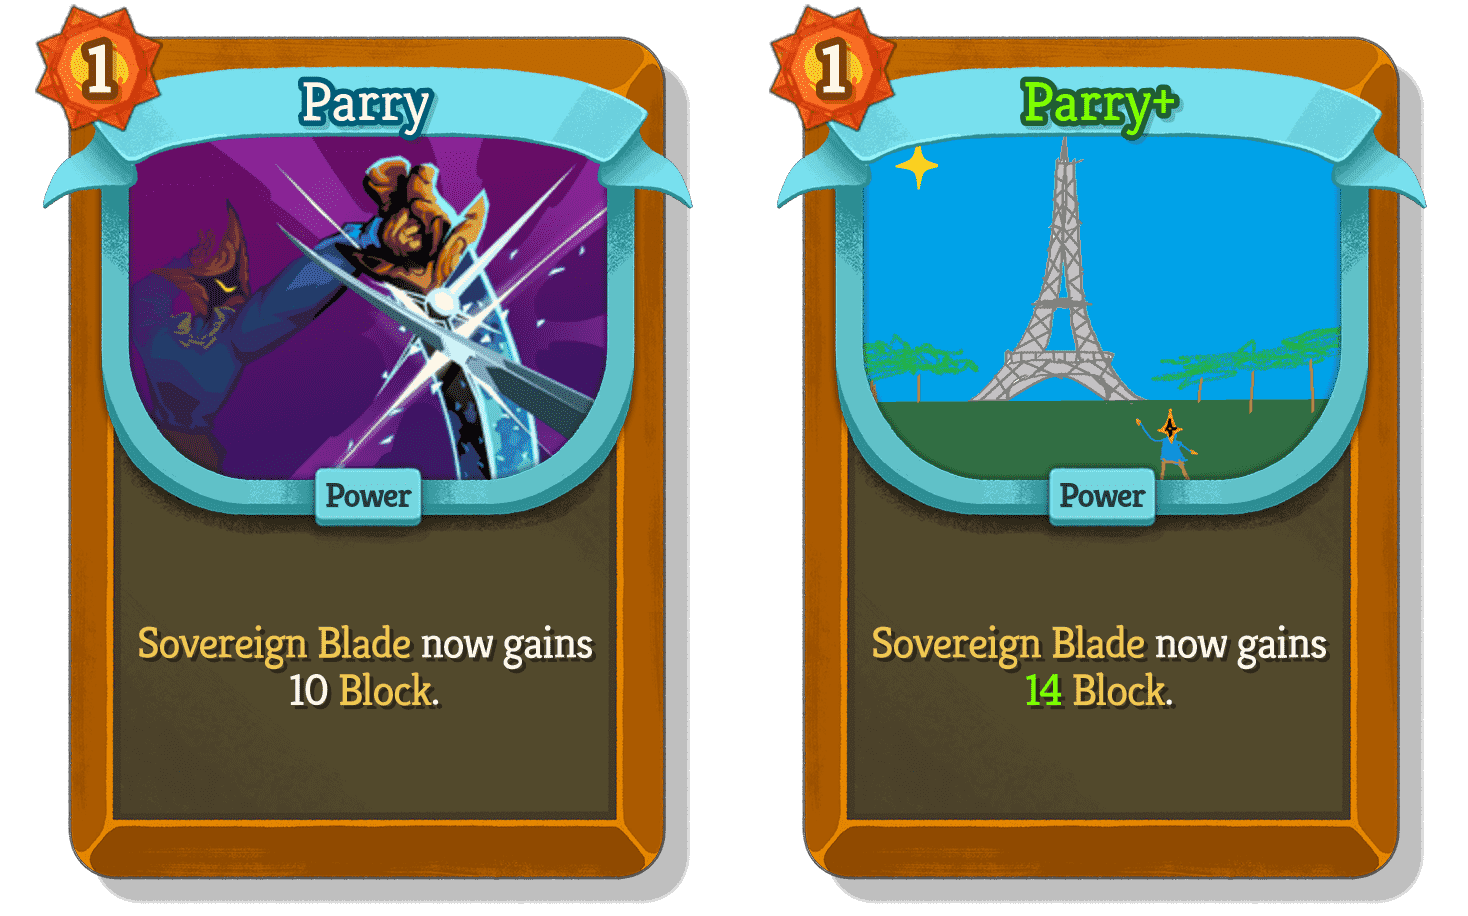 1
Parry
Power
Sovereign Blade now gains
10 Block.
1
Parry+
Power
Sovereign Blade now gains
14 Block.